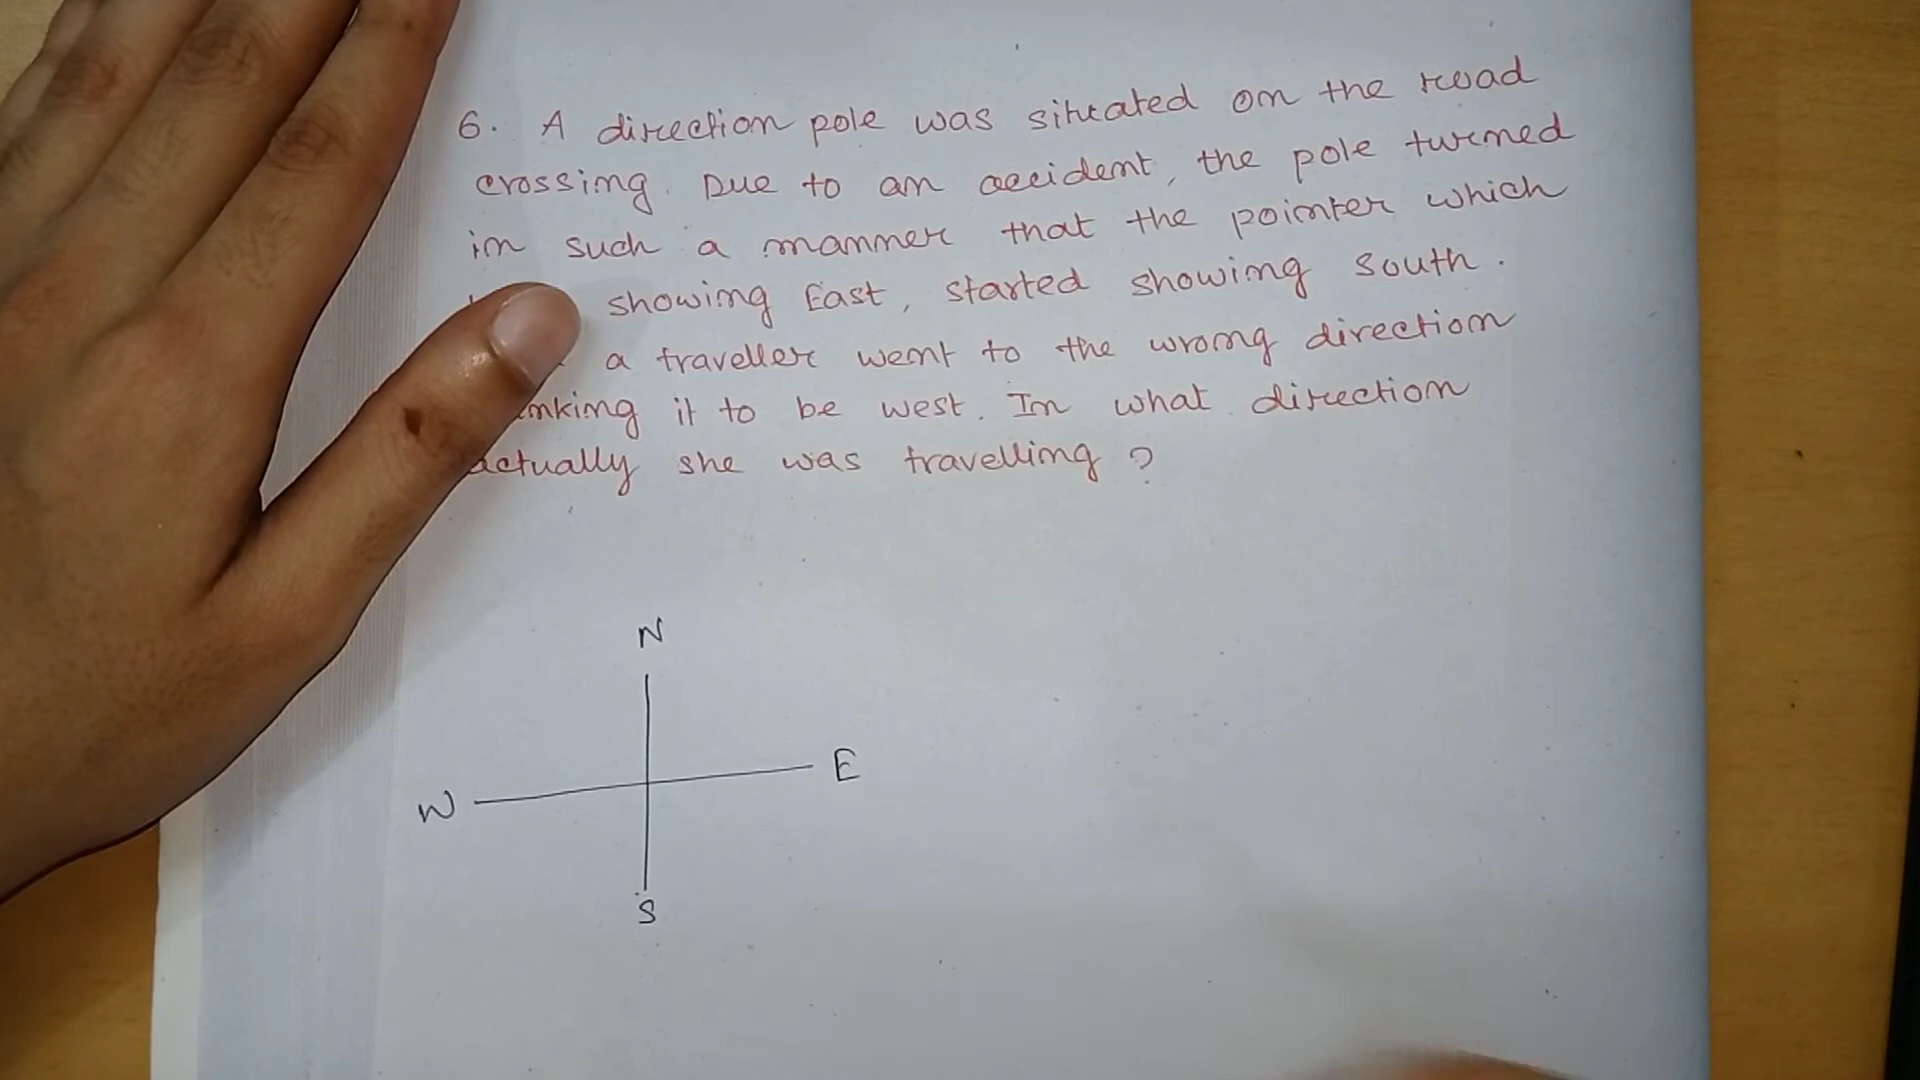 6. A direction pole was situated on the road
crossing. Due to an accident, the pole turned
in such a manner that the pointer which
showing East, started showing south.
a traveller went to the wrong direction
inking it to be west. In what direction
actually she was travelling ?
N
W E
S